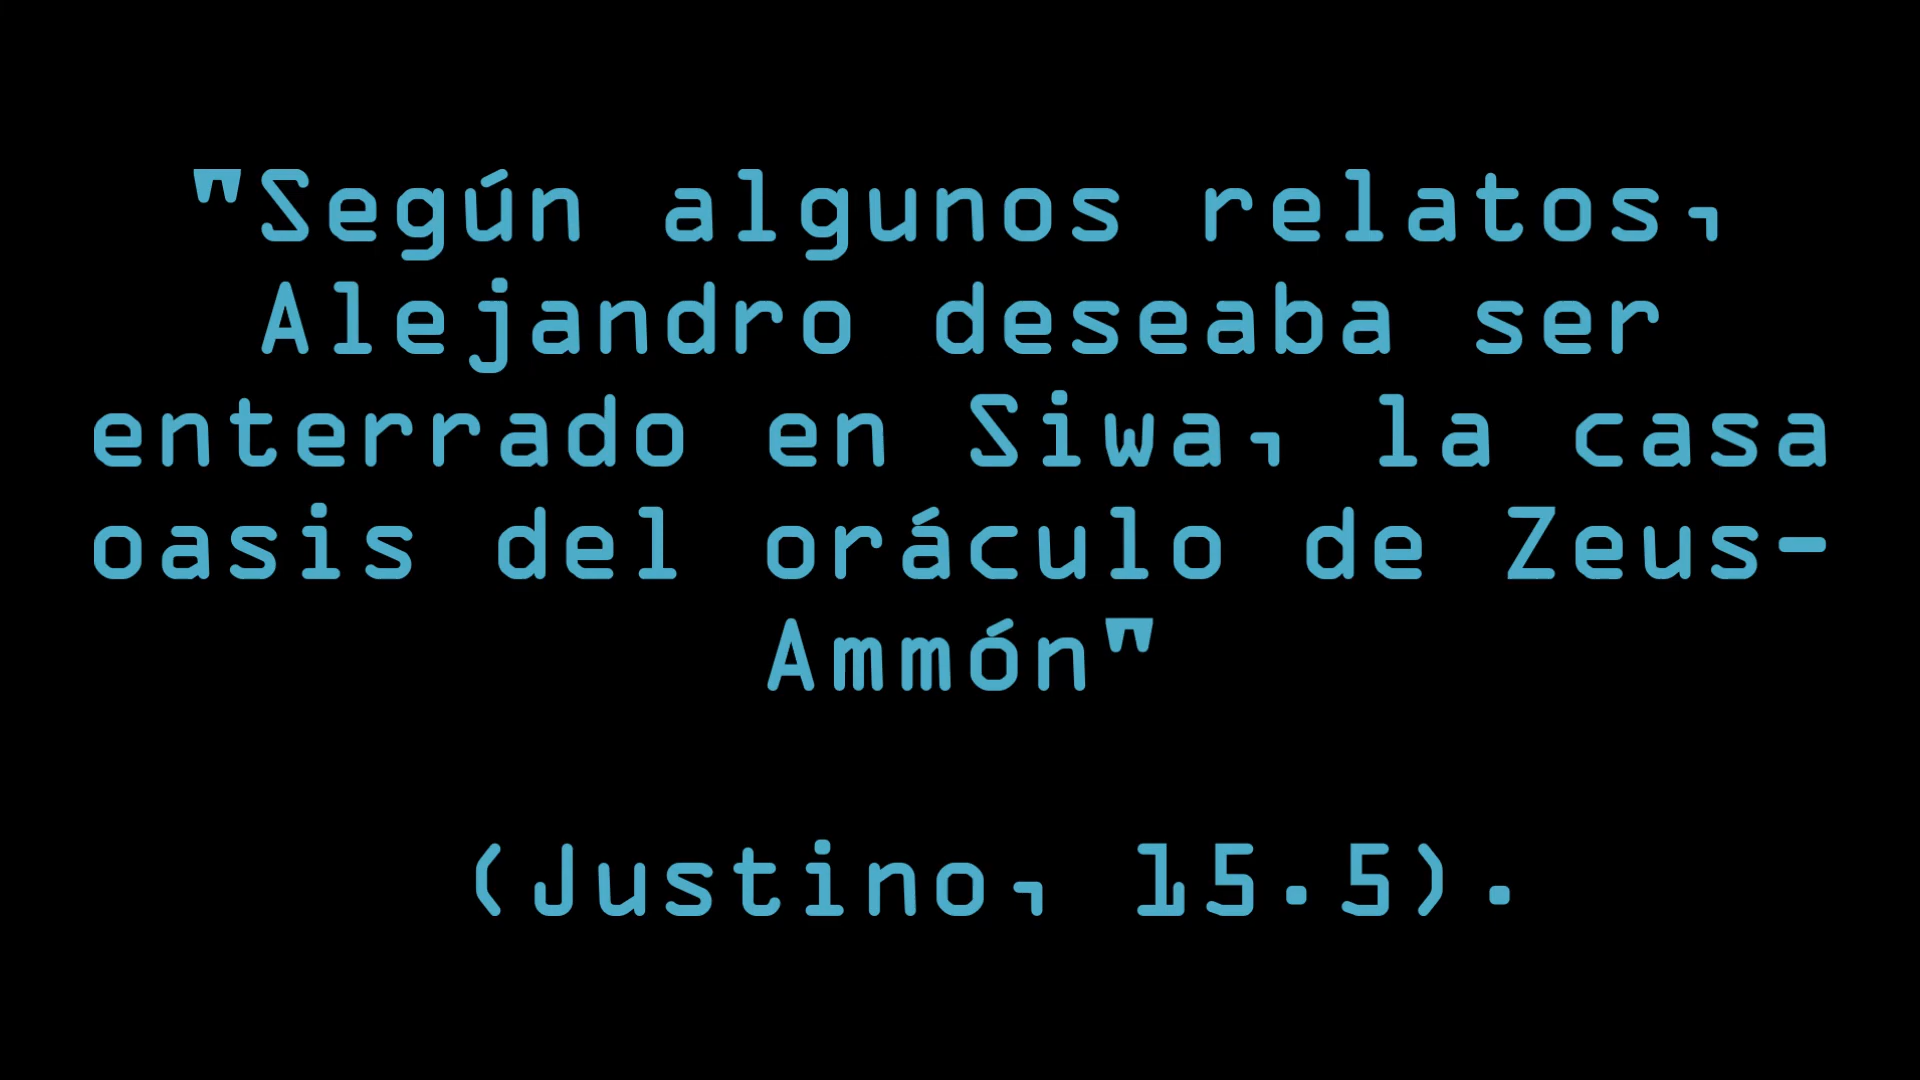 "Según algunos relatos,
Alejandro deseaba ser
enterrado en Siwa, la casa
oasis del oráculo de Zeus-
Ammón"
(Justino, 15.5).